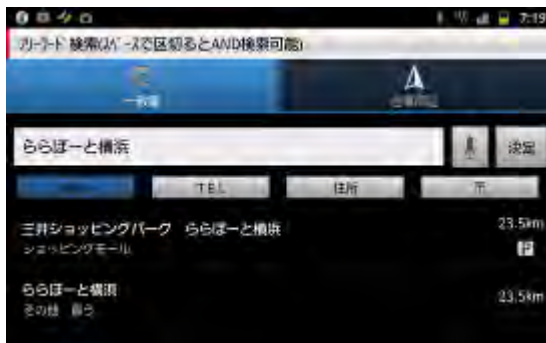 7:19
フリーワード 検索(スペースで区切るとAND検索可能)
ららぽーと横浜
決定
TEL
住所
三井ショッピングパーク ららぽーと横浜
23.5km
ショッピングモール
P
ららぽーと横浜
23.5km
その他 買う